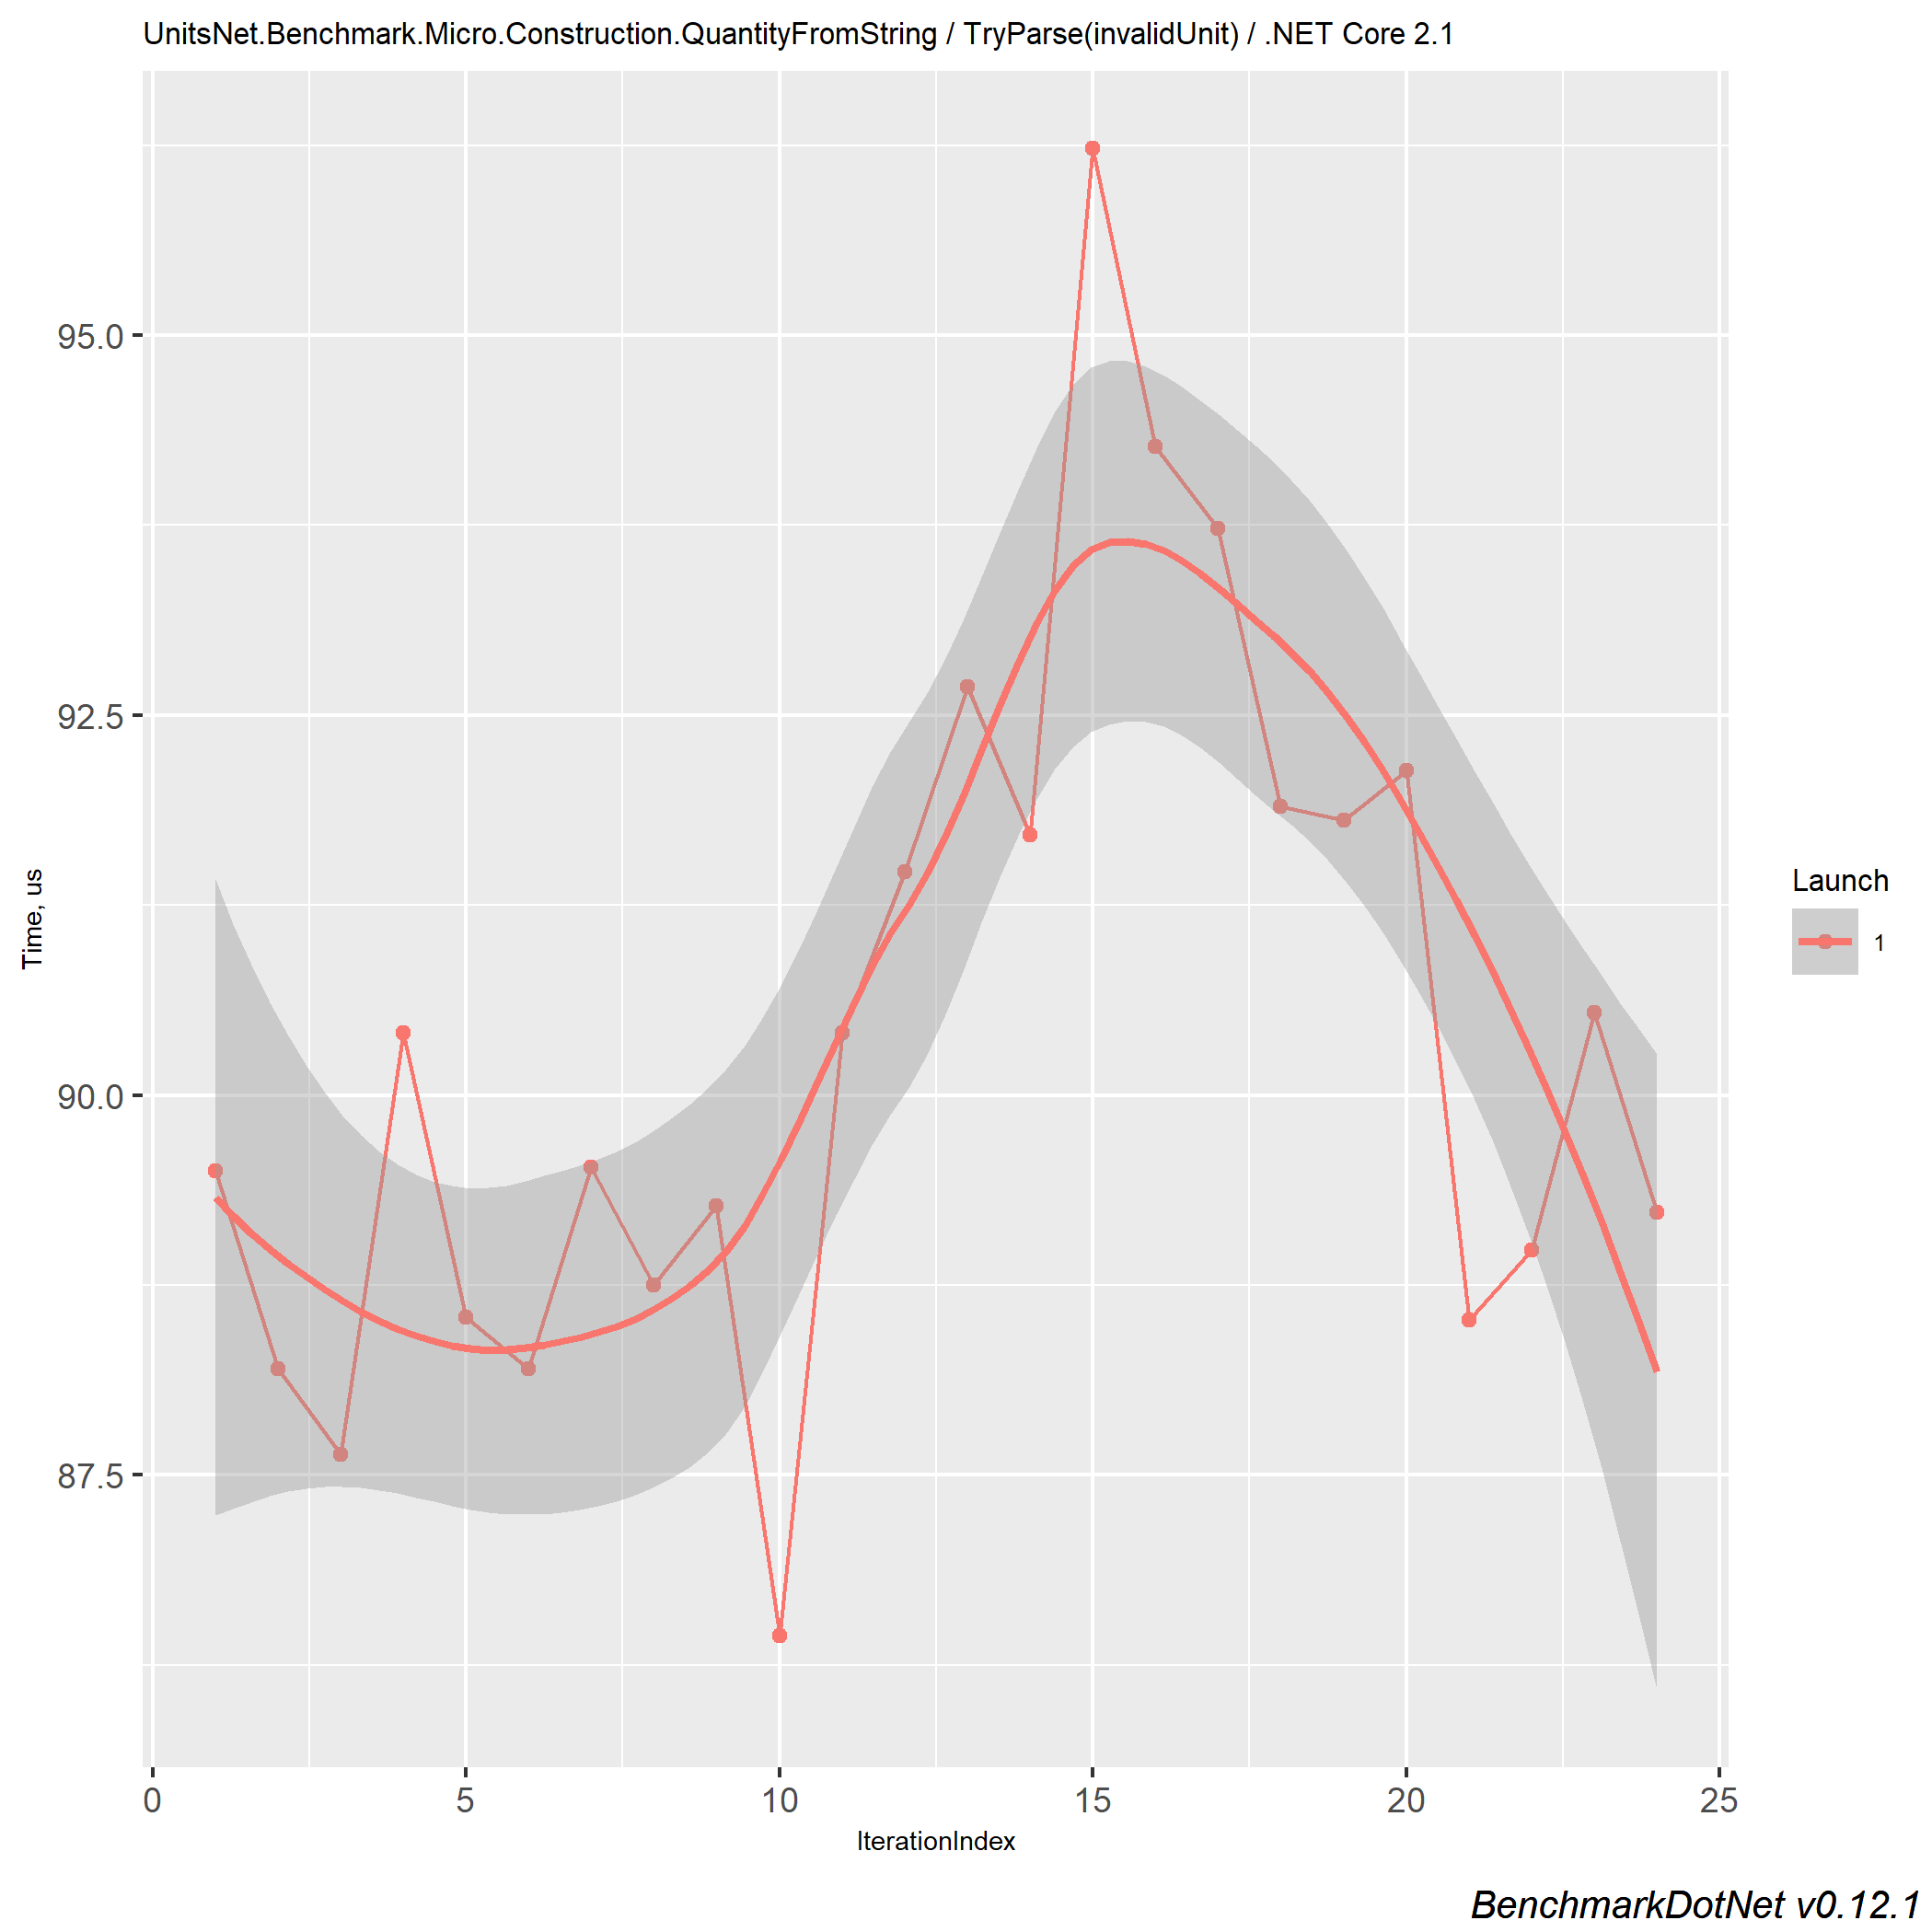 UnitsNet.Benchmark.Micro.Construction.QuantityFromString / TryParse(invalidUnit) / .NET Core 2.1
95.0
92.5
90.0
87.5
Time, us
Launch
1
0 5 10 15 20 25
IterationIndex
BenchmarkDotNet v0.12.1